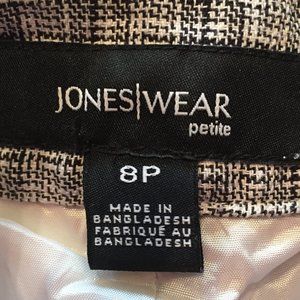 JONES|WEAR
petite
8P
MADE IN
BANGLADESH
FABRIQUÉ AU
BANGLADESH